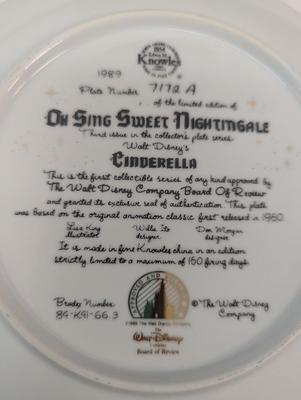 Knowles
1989
Plate Number 7172 A
of the limited edition of
Oh Sing Sweet Nightingale
Third issue in the collector's plate series
Walt Disney's
Cinderella
This is the first collectible series of any kind approved by
The Walt Disney Company Board Of Review
and granted its exclusive seal of authentication. This plate
was based on the original animation classic first released in 1950.
Lisa King Willie Ito Don Morgan
illustrator designer designer
It is made in fine Knowles china in an edition
strictly limited to a maximum of 150 firing days.
Bradex Number
84-K41-66.3
© The Walt Disney
Company
The
Walt Disney
Company
Board of Review